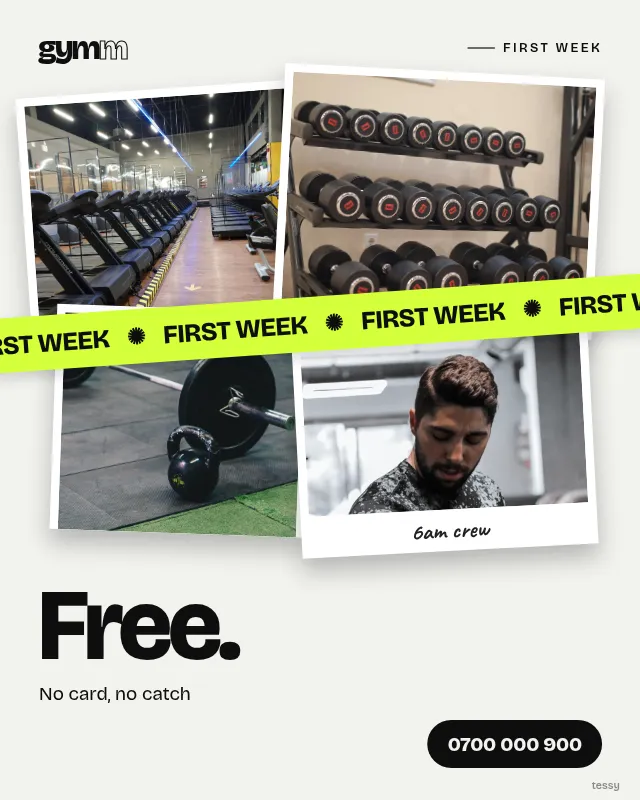 gymm
FIRST WEEK
RST WEEK ✺ FIRST WEEK ✺ FIRST WEEK ✺ FIRST W
6am crew
Free.
No card, no catch
0700 000 900
tessy